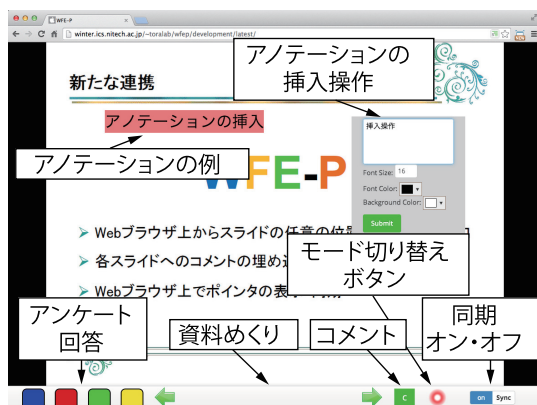 WFE-P
winter.ics.nitech.ac.jp/~toralab/wfep/development/latest/
新たな連携
アノテーションの
挿入操作
アノテーションの挿入
挿入操作
アノテーションの例
WFE-P
Font Size: 16
Font Color:
Background Color:
Submit
Webブラウザ上からスライドの任意の位
各スライドへのコメントの埋め
Webブラウザ上でポインタの表
モード切り替え
ボタン
アンケート
回答
資料めくり
コメント
同期
オン・オフ
C
on Sync